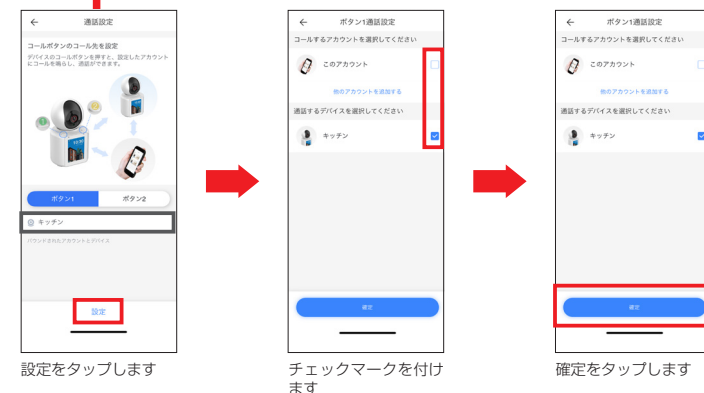 通話設定
コールボタンのコール先を設定
デバイスのコールボタンを押すと、設定したアカウント
にコールを鳴らし、通話ができます。
ボタン1
ボタン2
キッチン
バウンドされたアカウントとデバイス
設定
設定をタップします
ボタン1通話設定
コールするアカウントを選択してください
このアカウント
他のアカウントを追加する
通話するデバイスを選択してください
キッチン
確定
チェックマークを付け
ます
ボタン1通話設定
コールするアカウントを選択してください
このアカウント
他のアカウントを追加する
通話するデバイスを選択してください
キッチン
確定
確定をタップします